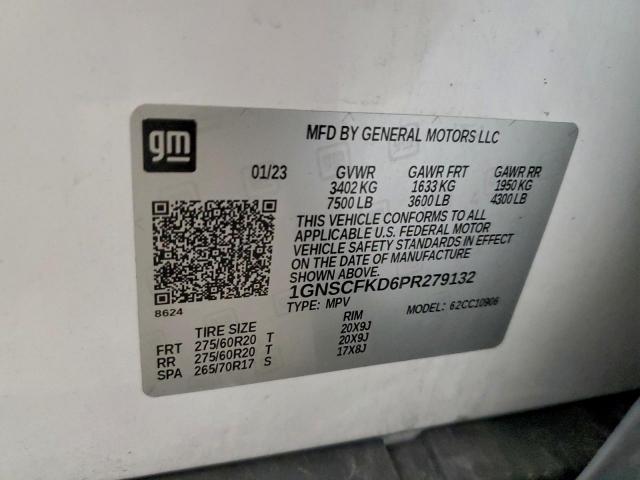 gm
MFD BY GENERAL MOTORS LLC
01/23 GVWR GAWR FRT GAWR RR
3402 KG 1633 KG 1950 KG
7500 LB 3600 LB 4300 LB
THIS VEHICLE CONFORMS TO ALL
APPLICABLE U.S. FEDERAL MOTOR
VEHICLE SAFETY STANDARDS IN EFFECT
ON THE DATE OF MANUFACTURE
SHOWN ABOVE.
1GNSCFKD6PR279132
TYPE: MPV MODEL: 62CC10906
8624
TIRE SIZE RIM
FRT 275/60R20 T 20X9J
RR 275/60R20 T 20X9J
SPA 265/70R17 S 17X8J